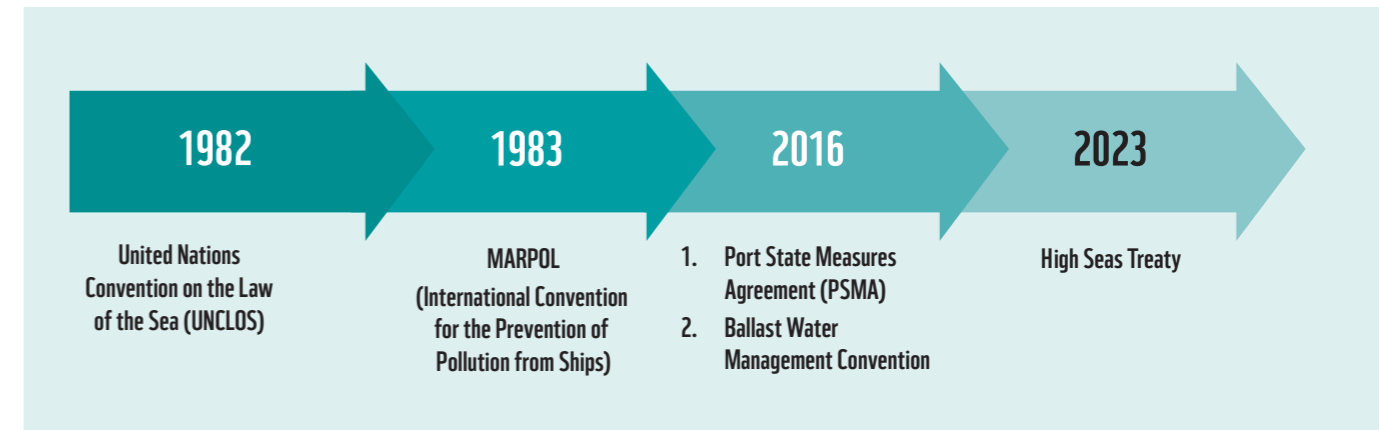 1982
1983
2016
2023
United Nations
Convention on the Law
of the Sea (UNCLOS)
MARPOL
(International Convention
for the Prevention of
Pollution from Ships)
1. Port State Measures
Agreement (PSMA)
2. Ballast Water
Management Convention
High Seas Treaty